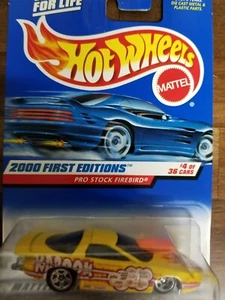 FOR LIFE
DIE CAST METAL &
PLASTIC PARTS
Hot Wheels
MATTEL
2000 FIRST EDITIONS™
#4 of
36 CARS
PRO STOCK FIREBIRD®